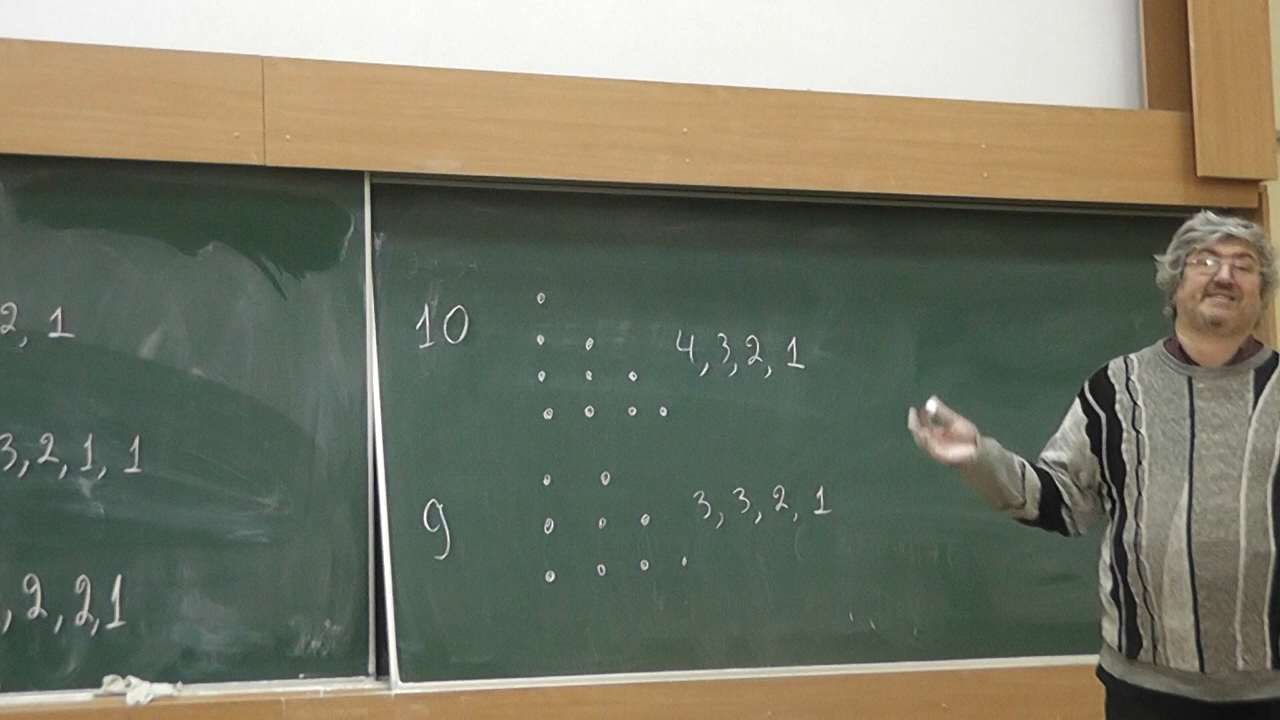 2, 1
3, 2, 1, 1
, 2, 2, 1
10 4, 3, 2, 1
9 3, 3, 2, 1